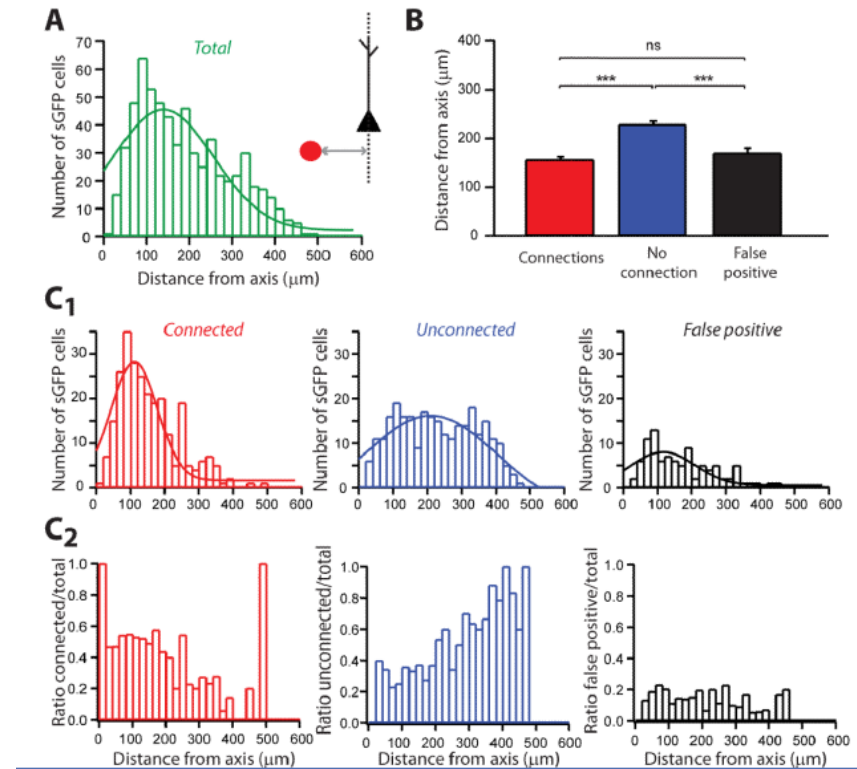 A
Total
Number of sGFP cells
70
60
50
40
30
20
10
0
0 100 200 300 400 500 600
Distance from axis (μm)
B
Distance from axis (μm)
400
300
200
100
0
ns
*** ***
Connections
No
connection
False
positive
C1
Connected
Number of sGFP cells
30
20
10
0
0 100 200 300 400 500 600
Unconnected
Number of sGFP cells
30
20
10
0
0 100 200 300 400 500 600
False positive
Number of sGFP cells
30
20
10
0
0 100 200 300 400 500 600
C2
Ratio connected/total
1.0
0.8
0.6
0.4
0.2
0.0
0 100 200 300 400 500 600
Distance from axis (μm)
Ratio unconnected/total
1.0
0.8
0.6
0.4
0.2
0.0
0 100 200 300 400 500 600
Distance from axis (μm)
Ratio false positive/total
1.0
0.8
0.6
0.4
0.2
0.0
0 100 200 300 400 500 600
Distance from axis (μm)